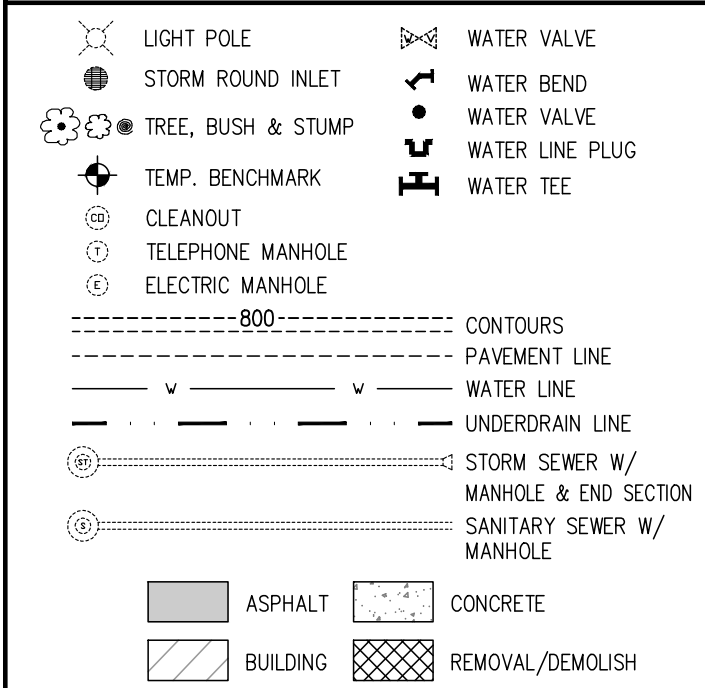 LIGHT POLE
STORM ROUND INLET
TREE, BUSH & STUMP
TEMP. BENCHMARK
CO CLEANOUT
T TELEPHONE MANHOLE
E ELECTRIC MANHOLE
WATER VALVE
WATER BEND
WATER VALVE
WATER LINE PLUG
WATER TEE
800 CONTOURS
PAVEMENT LINE
W W WATER LINE
UNDERDRAIN LINE
ST STORM SEWER W/
MANHOLE & END SECTION
S SANITARY SEWER W/
MANHOLE
ASPHALT
CONCRETE
BUILDING
REMOVAL/DEMOLISH